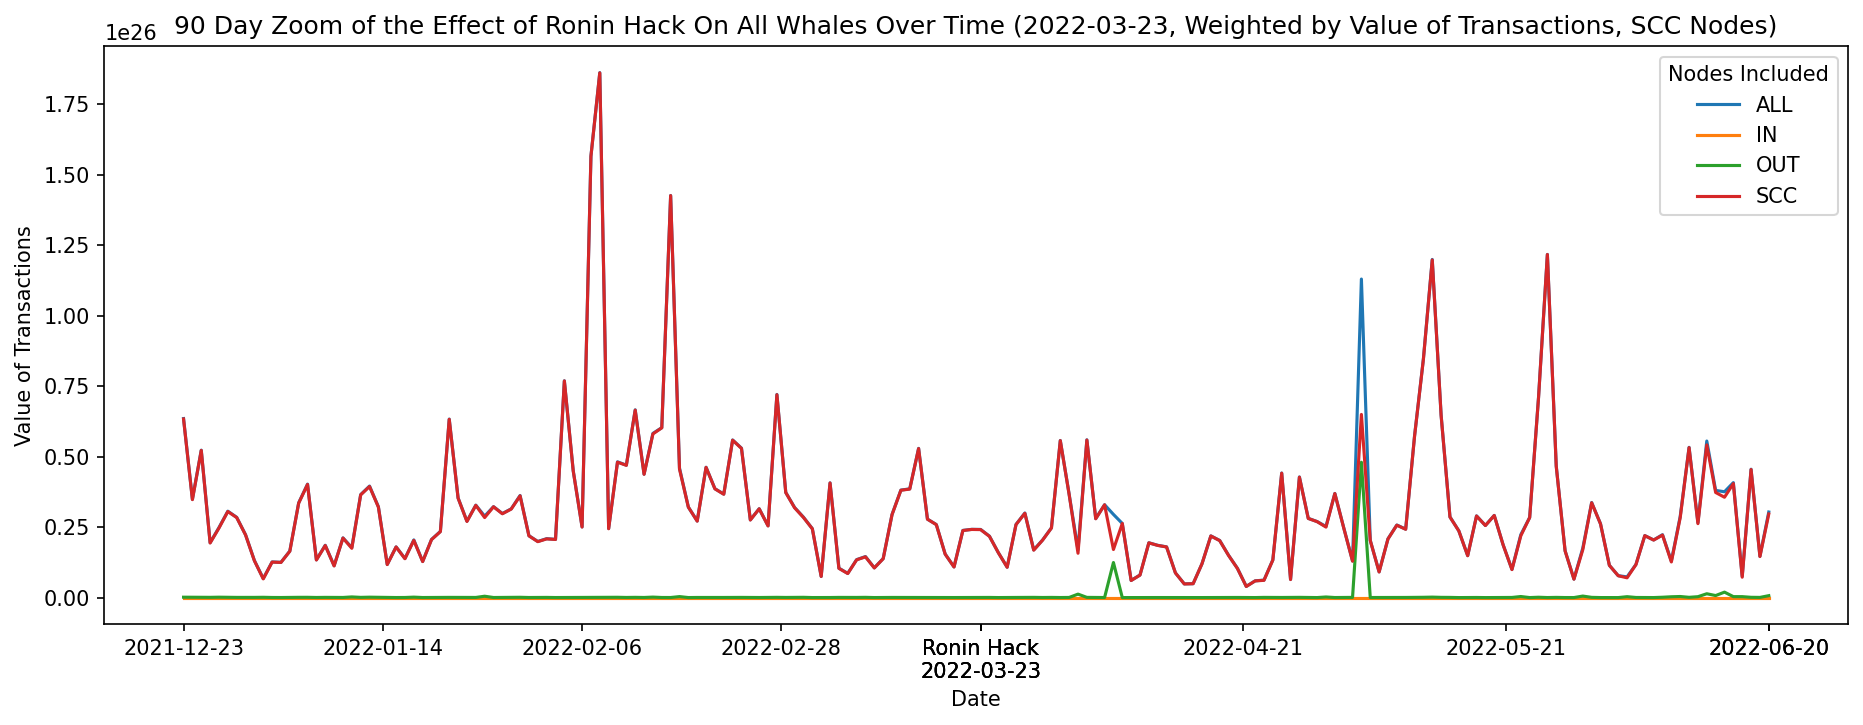 90 Day Zoom of the Effect of Ronin Hack On All Whales Over Time (2022-03-23, Weighted by Value of Transactions, SCC Nodes)
1e26
Nodes Included
ALL
IN
OUT
SCC
Value of Transactions
1.75
1.50
1.25
1.00
0.75
0.50
0.25
0.00
2021-12-23
2022-01-14
2022-02-06
2022-02-28
Ronin Hack
2022-03-23
2022-04-21
2022-05-21
2022-06-20
Date